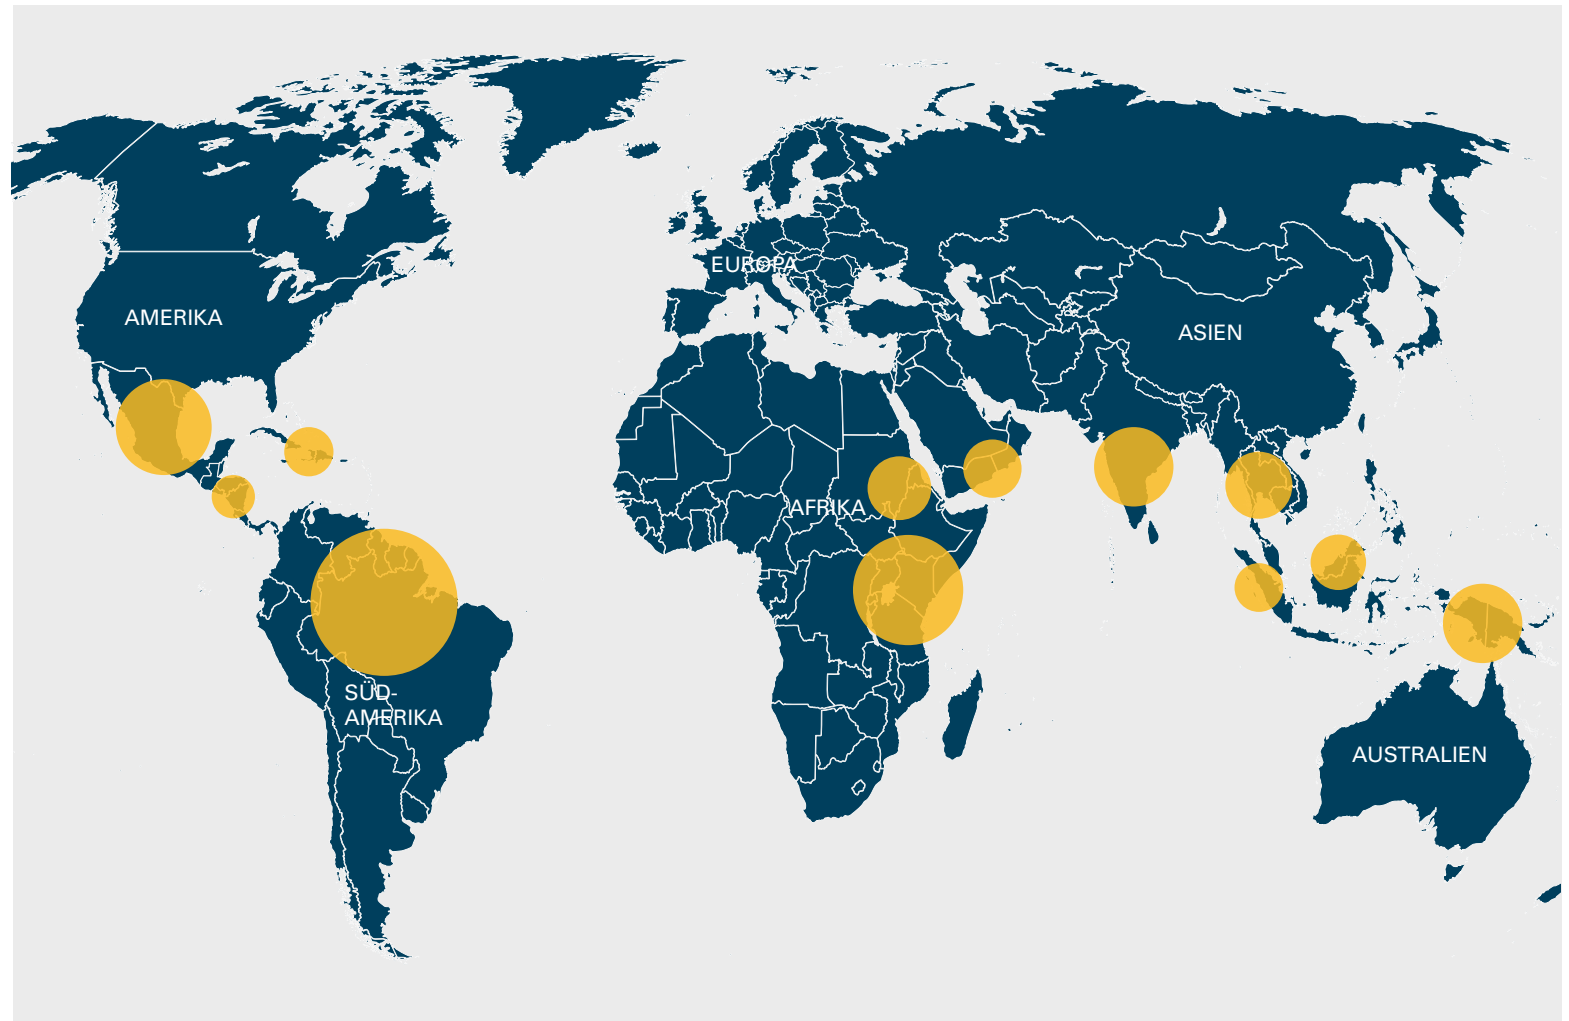 EUROPA
AMERIKA
ASIEN
AFRIKA
SÜD-
AMERIKA
AUSTRALIEN